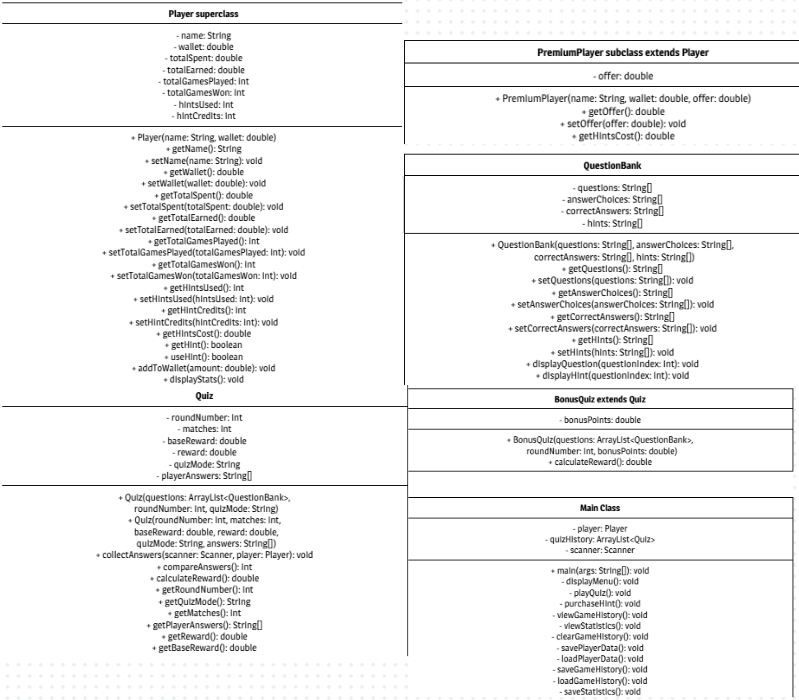 Player superclass
- name: String
- wallet: double
- totalSpent: double
- totalEarned: double
- totalGamesPlayed: int
- totalGamesWon: int
- hintsUsed: int
- hintCredits: int
+ Player(name: String, wallet: double)
+ getName(): String
+ setName(name: String): void
+ getWallet(): double
+ setWallet(wallet: double): void
+ getTotalSpent(): double
+ setTotalSpent(totalSpent: double): void
+ getTotalEarned(): double
+ setTotalEarned(totalEarned: double): void
+ getTotalGamesPlayed(): int
+ setTotalGamesPlayed(totalGamesPlayed: int): void
+ getTotalGamesWon(): int
+ setTotalGamesWon(totalGamesWon: int): void
+ getHintsUsed(): int
+ setHintsUsed(hintsUsed: int): void
+ getHintCredits(): int
+ setHintCredits(hintCredits: int): void
+ getHintsCost(): double
+ getHint(): boolean
+ useHint(): boolean
+ addToWallet(amount: double): void
+ displayStats(): void
PremiumPlayer subclass extends Player
- offer: double
+ PremiumPlayer(name: String, wallet: double, offer: double)
+ getOffer(): double
+ setOffer(offer: double): void
+ getHintsCost(): double
QuestionBank
- questions: String[]
- answerChoices: String[]
- correctAnswers: String[]
- hints: String[]
+ QuestionBank(questions: String[], answerChoices: String[],
correctAnswers: String[], hints: String[])
+ getQuestions(): String[]
+ setQuestions(questions: String[]): void
+ getAnswerChoices(): String[]
+ setAnswerChoices(answerChoices: String[]): void
+ getCorrectAnswers(): String[]
+ setCorrectAnswers(correctAnswers: String[]): void
+ getHints(): String[]
+ setHints(hints: String[]): void
+ displayQuestion(questionIndex: int): void
+ displayHint(questionIndex: int): void
Quiz
- roundNumber: int
- matches: int
- baseReward: double
- reward: double
- quizMode: String
- playerAnswers: String[]
+ Quiz(questions: ArrayList<QuestionBank>,
roundNumber: int, quizMode: String)
+ Quiz(roundNumber: int, matches: int,
baseReward: double, reward: double,
quizMode: String, answers: String[])
+ collectAnswers(scanner: Scanner, player: Player): void
+ compareAnswers(): int
+ calculateReward(): double
+ getRoundNumber(): int
+ getQuizMode(): String
+ getMatches(): int
+ getPlayerAnswers(): String[]
+ getReward(): double
+ getBaseReward(): double
BonusQuiz extends Quiz
- bonusPoints: double
+ BonusQuiz(questions: ArrayList<QuestionBank>,
roundNumber: int, bonusPoints: double)
+ calculateReward(): double
Main Class
- player: Player
- quizHistory: ArrayList<Quiz>
- scanner: Scanner
+ main(args: String[]): void
- displayMenu(): void
- playQuiz(): void
- purchaseHint(): void
- viewGameHistory(): void
- viewStatistics(): void
- clearGameHistory(): void
- savePlayerData(): void
- loadPlayerData(): void
- saveGameHistory(): void
- loadGameHistory(): void
- saveStatistics(): void